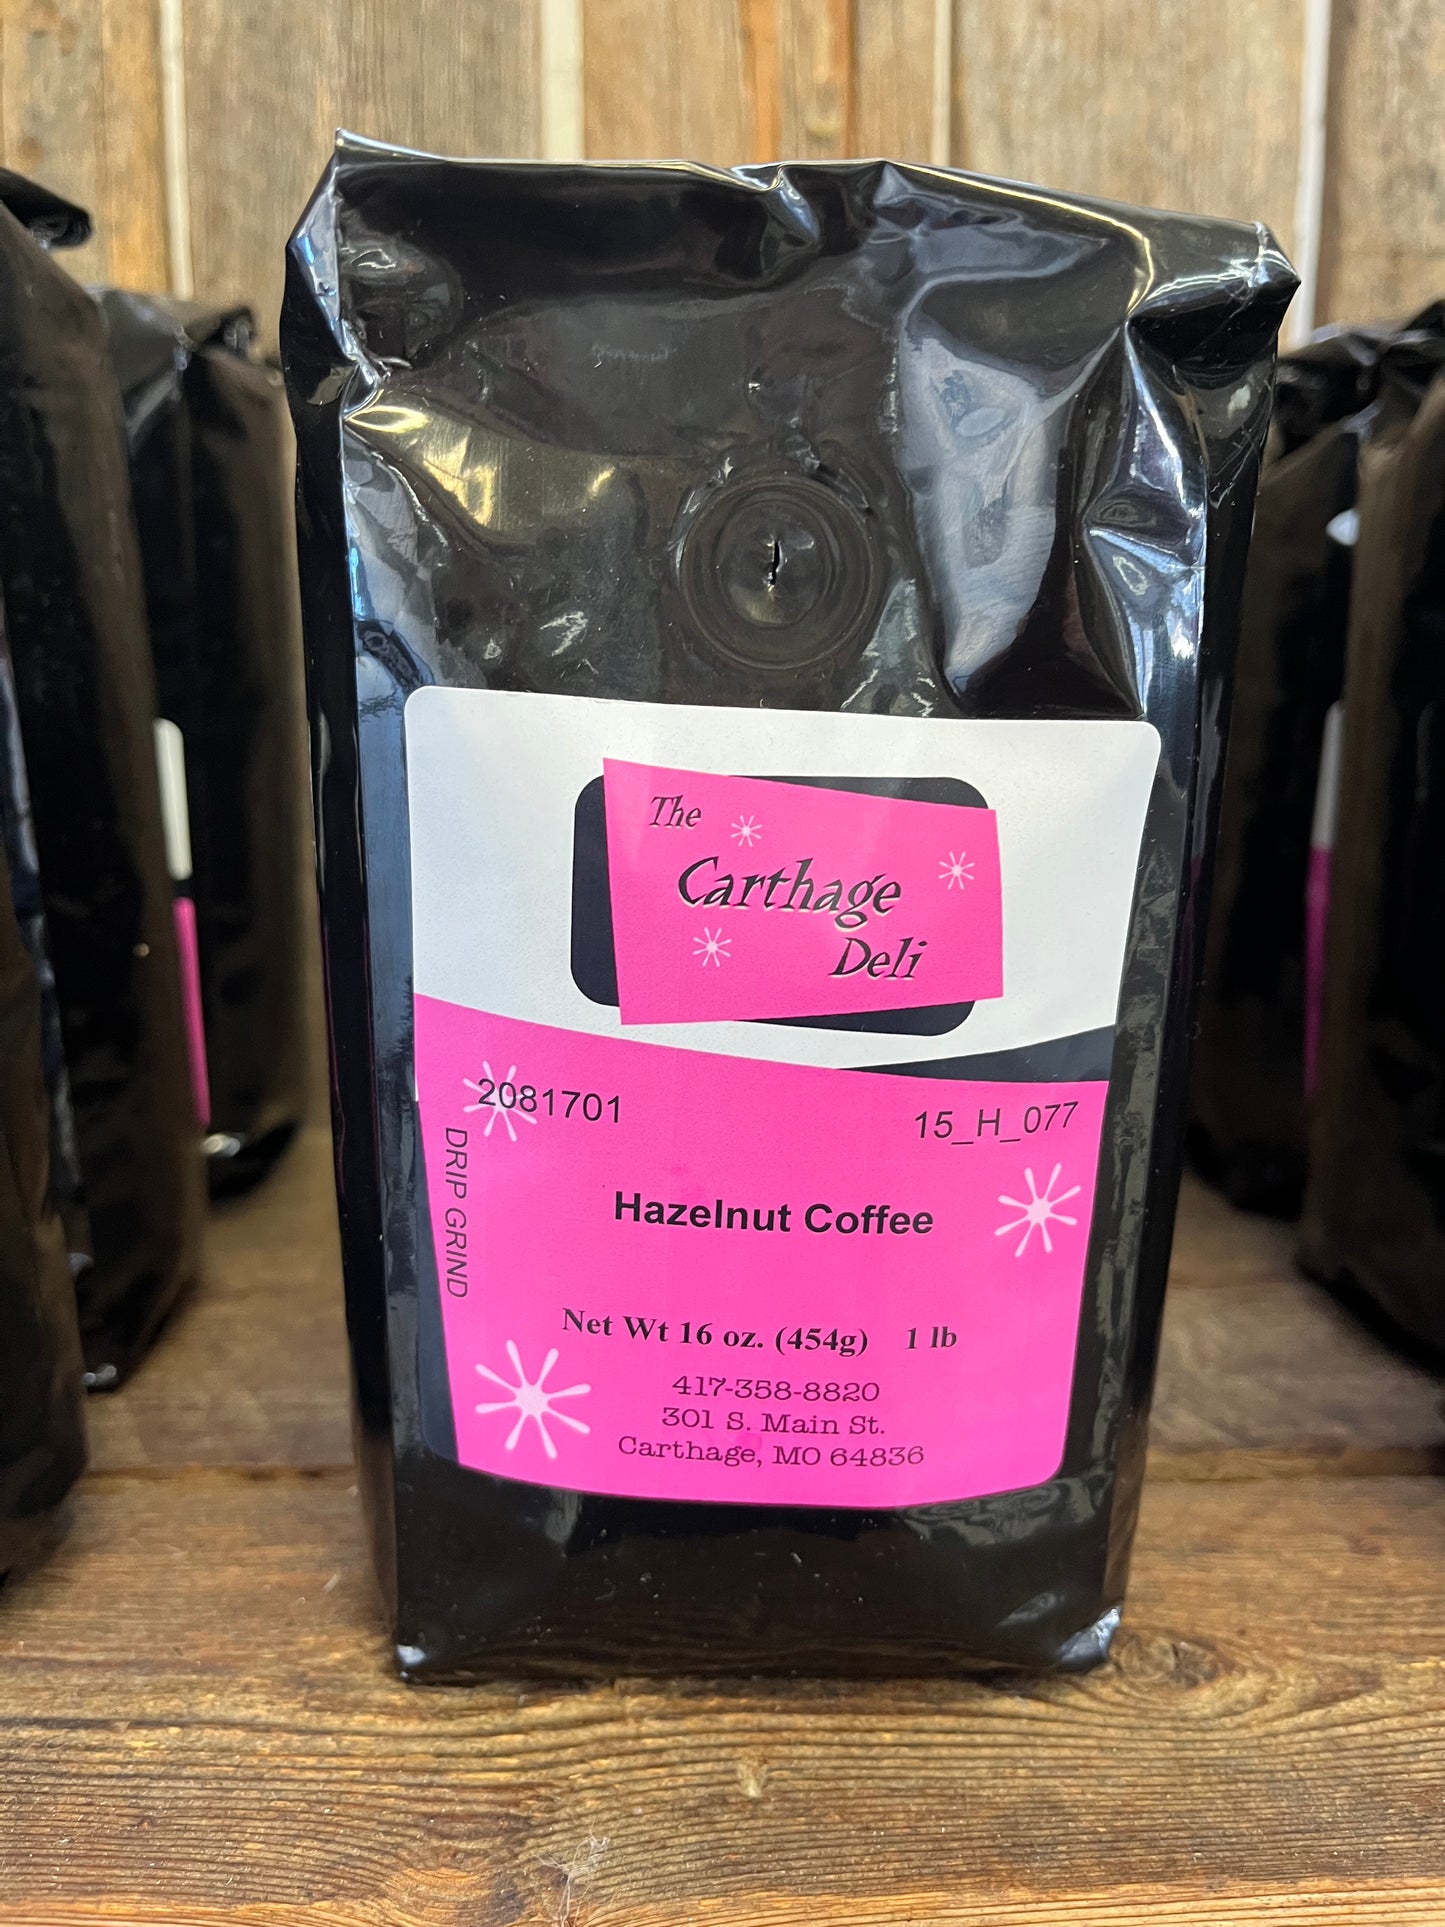 The
Carthage
Deli
2081701
15_H_077
DRIP GRIND
Hazelnut Coffee
Net Wt 16 oz. (454g) 1 lb
417-358-8820
301 S. Main St.
Carthage, MO 64836